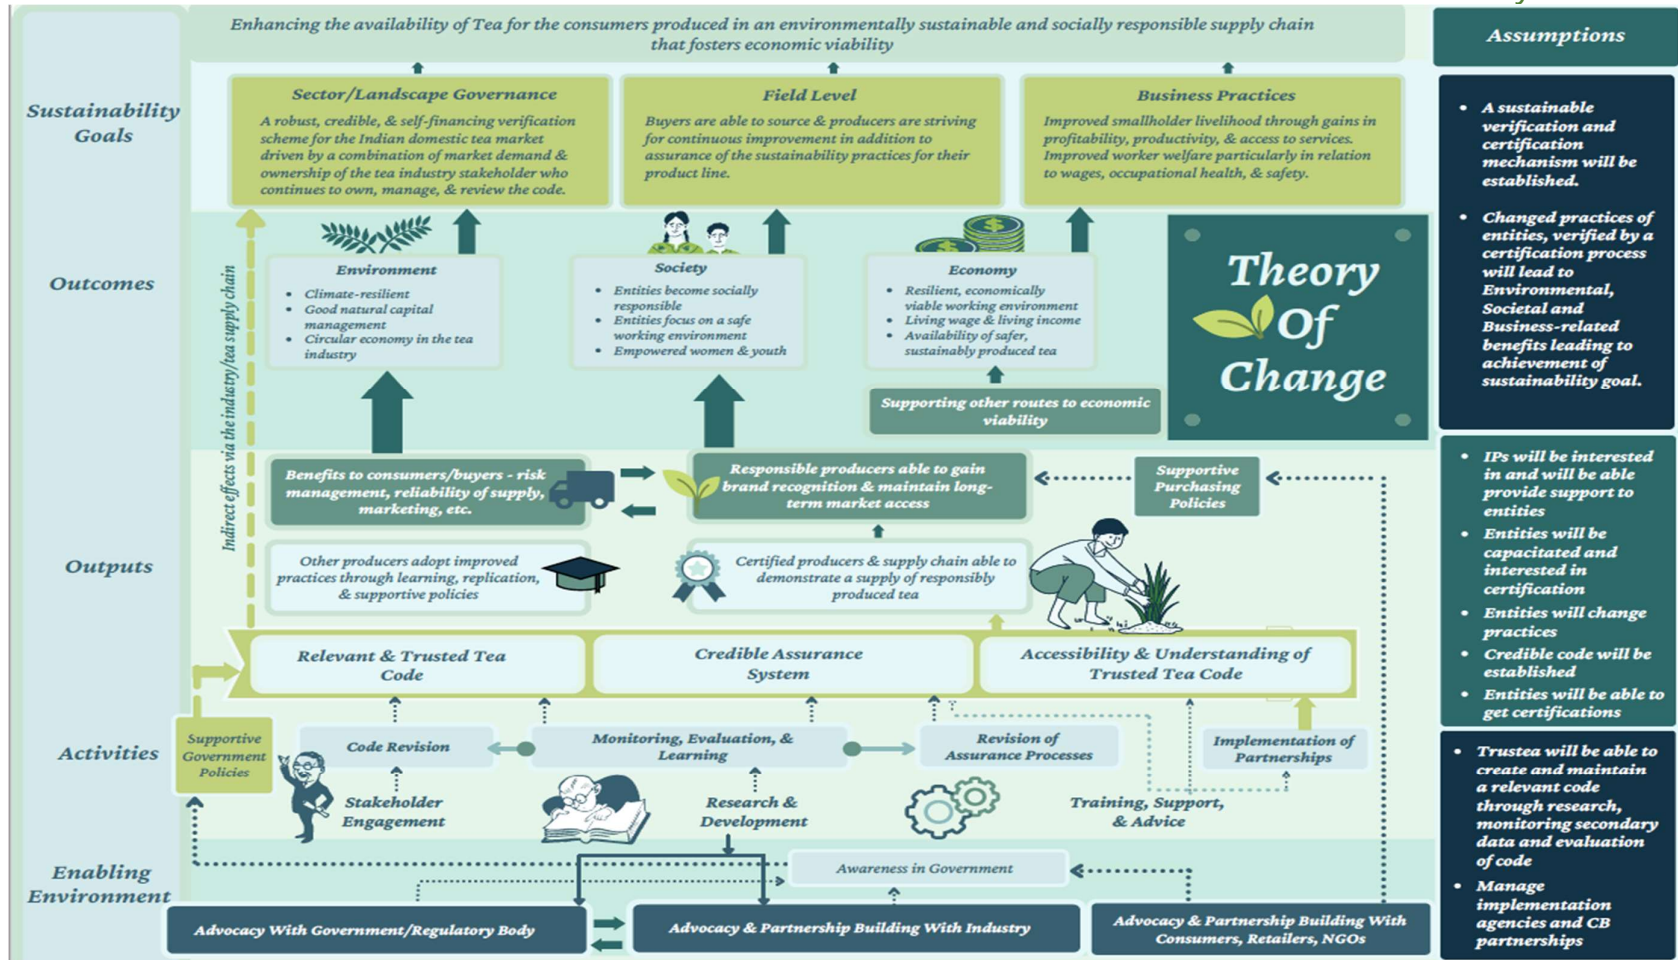 Enhancing the availability of Tea for the consumers produced in an environmentally sustainable and socially responsible supply chain
that fosters economic viability
Assumptions
Sustainability
Goals
Sector/Landscape Governance
A robust, credible, & self-financing verification
scheme for the Indian domestic tea market
driven by a combination of market demand &
ownership of the tea industry stakeholder who
continues to own, manage, & review the code.
Field Level
Buyers are able to source & producers are striving
for continuous improvement in addition to
assurance of the sustainability practices for their
product line.
Business Practices
Improved smallholder livelihood through gains in
profitability, productivity, & access to services.
Improved worker welfare particularly in relation
to wages, occupational health, & safety.
• A sustainable
verification and
certification
mechanism will be
established.
• Changed practices of
entities, verified by a
certification process
will lead to
Environmental,
Societal and
Business-related
benefits leading to
achievement of
sustainability goal.
Outcomes
Indirect effects via the industry/tea supply chain
Environment
• Climate-resilient
• Good natural capital
management
• Circular economy in the tea
industry
Society
• Entities become socially
responsible
• Entities focus on a safe
working environment
• Empowered women & youth
Economy
• Resilient, economically
viable working environment
• Living wage & living income
• Availability of safer,
sustainably produced tea
Supporting other routes to economic
viability
Theory
Of
Change
Outputs
Benefits to consumers/buyers - risk
management, reliability of supply,
marketing, etc.
Responsible producers able to gain
brand recognition & maintain long-
term market access
Supportive
Purchasing
Policies
Other producers adopt improved
practices through learning, replication,
& supportive policies
Certified producers & supply chain able to
demonstrate a supply of responsibly
produced tea
• IPs will be interested
in and will be able
provide support to
entities
• Entities will be
capacitated and
interested in
certification
• Entities will change
practices
• Credible code will be
established
• Entities will be able to
get certifications
Relevant & Trusted Tea
Code
Credible Assurance
System
Accessibility & Understanding of
Trusted Tea Code
Activities
Supportive
Government
Policies
Code Revision
Monitoring, Evaluation, &
Learning
Revision of
Assurance Processes
Implementation of
Partnerships
Stakeholder
Engagement
Research &
Development
Training, Support,
& Advice
• Trustea will be able to
create and maintain
a relevant code
through research,
monitoring secondary
data and evaluation
of code
• Manage
implementation
agencies and CB
partnerships
Enabling
Environment
Awareness in Government
Advocacy With Government/Regulatory Body
Advocacy & Partnership Building With Industry
Advocacy & Partnership Building With
Consumers, Retailers, NGOs